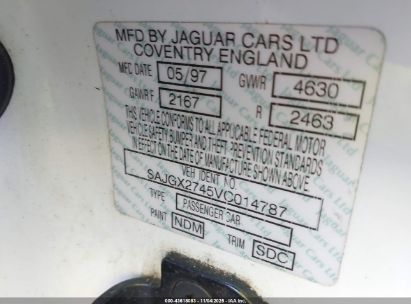 MFD BY JAGUAR CARS LTD
COVENTRY ENGLAND
MFC DATE 05/97 GVWR 4630
GAWR F 2167 R 2463
THIS VEHICLE CONFORMS TO ALL APPLICABLE FEDERAL MOTOR
VEHICLE SAFETY BUMPER AND THEFT PREVENTION STANDARDS
IN EFFECT ON THE DATE OF MANUFACTURE SHOWN ABOVE.
VEH IDENT. NO.
SAJGX2745VC014787
TYPE PASSENGER CAR
PAINT NDM TRIM SDC